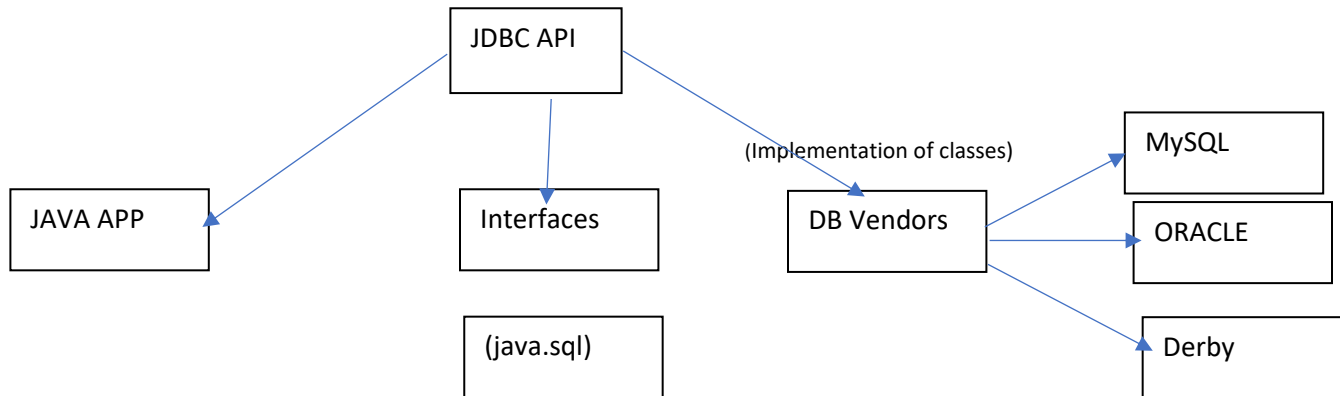 JDBC API
(Implementation of classes)
MySQL
JAVA APP
Interfaces
DB Vendors
ORACLE
(java.sql)
Derby